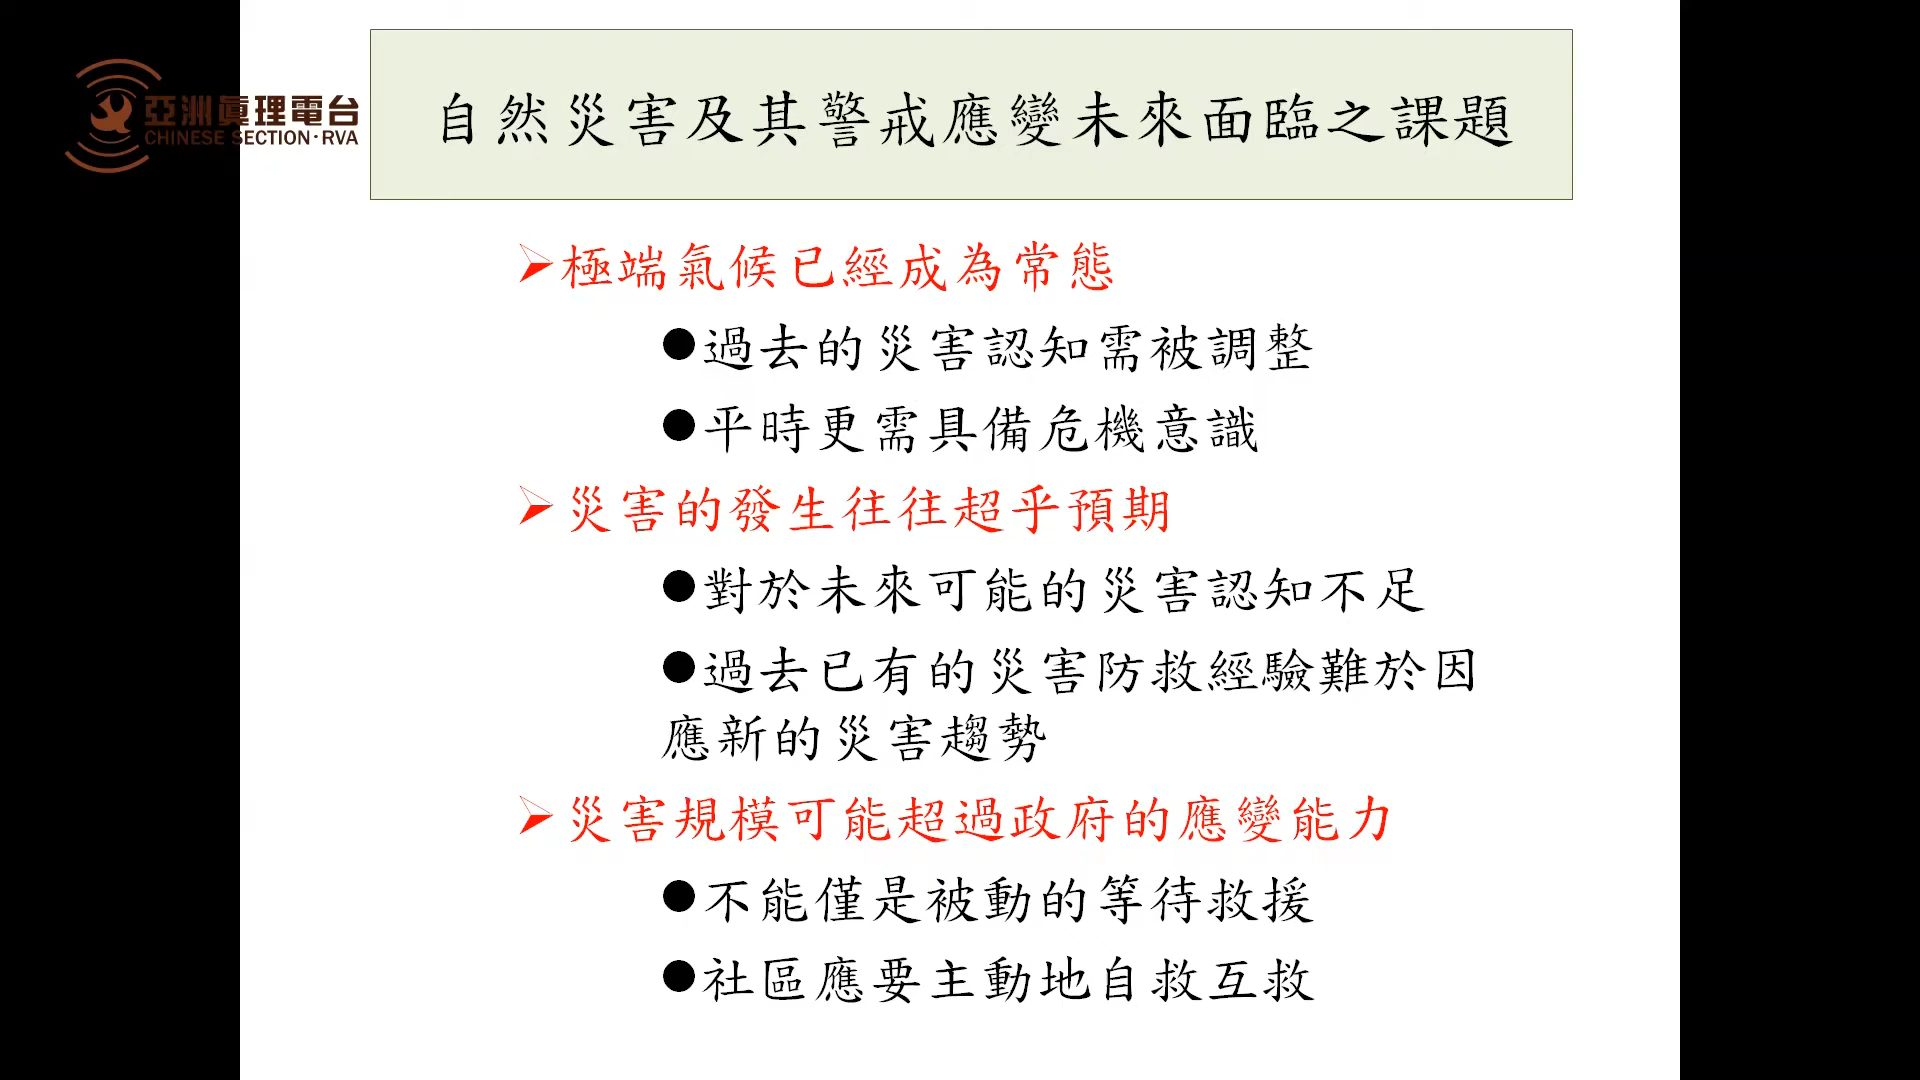 亞洲眞理電台
CHINESE SECTION·RVA
自然災害及其警戒應變未來面臨之課題
➢極端氣候已經成為常態
●過去的災害認知需被調整
●平時更需具備危機意識
➢災害的發生往往超乎預期
●對於未來可能的災害認知不足
●過去已有的災害防救經驗難於因
應新的災害趨勢
➢災害規模可能超過政府的應變能力
●不能僅是被動的等待救援
●社區應要主動地自救互救